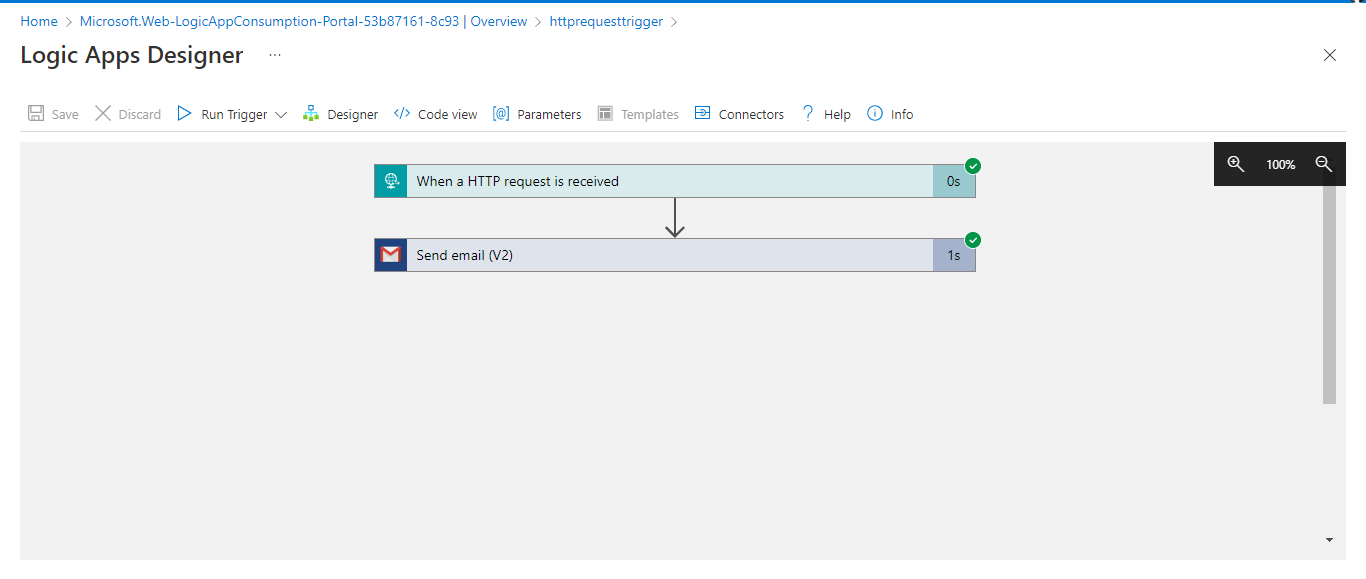 Home > Microsoft.Web-LogicAppConsumption-Portal-53b87161-8c93 | Overview > httprequesttrigger >
Logic Apps Designer ...
Save Discard Run Trigger Designer </> Code view [@] Parameters Templates Connectors ? Help Info
100%
When a HTTP request is received 0s
Send email (V2) 1s